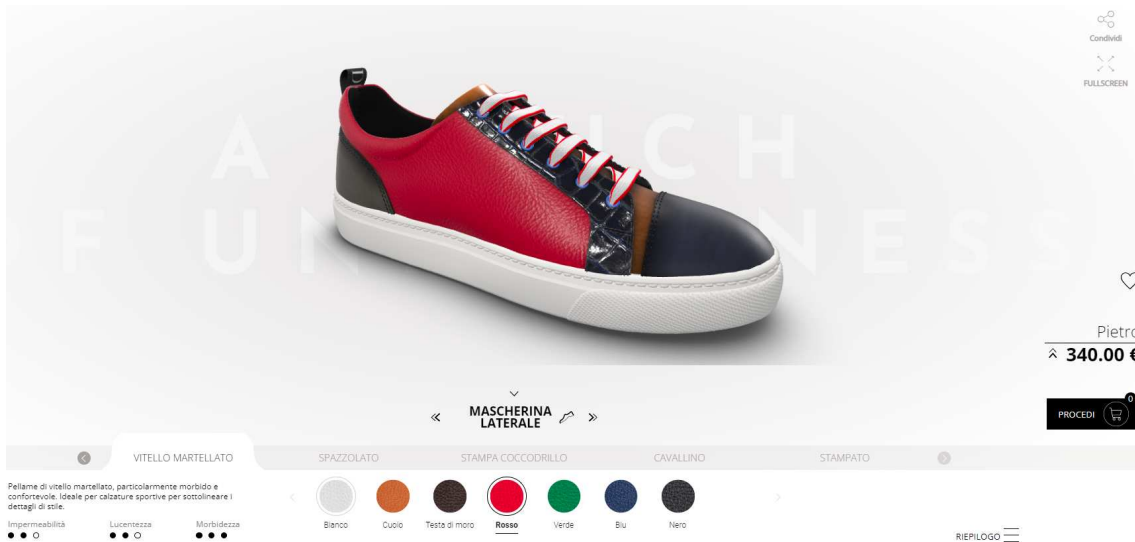 Condividi
FULLSCREEN
Pietro
340.00 €
MASCHERINA
LATERALE
PROCEDI
0
VITELLO MARTELLATO
SPAZZOLATO
STAMPA COCCODRILLO
CAVALLINO
STAMPATO
Pellame di vitello martellato, particolarmente morbido e
confortevole. Ideale per calzature sportive per sottolineare i
dettagli di stile.
Impermeabilità
Lucentezza
Morbidezza
Bianco
Cuoio
Testa di moro
Rosso
Verde
Blu
Nero
RIEPILOGO